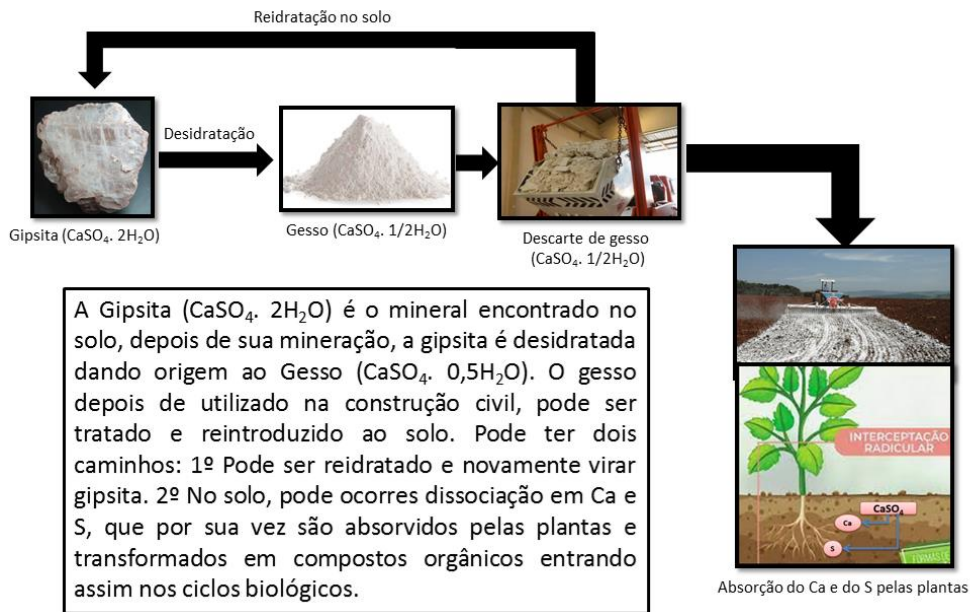 Reidratação no solo
Desidratação
Gipsita (CaSO₄. 2H₂O)
Gesso (CaSO₄. 1/2H₂O)
Descarte de gesso
(CaSO₄. 1/2H₂O)
A Gipsita (CaSO₄. 2H₂O) é o mineral encontrado no
solo, depois de sua mineração, a gipsita é desidratada
dando origem ao Gesso (CaSO₄. 0,5H₂O). O gesso
depois de utilizado na construção civil, pode ser
tratado e reintroduzido ao solo. Pode ter dois
caminhos: 1º Pode ser reidratado e novamente virar
gipsita. 2º No solo, pode ocorres dissociação em Ca e
S, que por sua vez são absorvidos pelas plantas e
transformados em compostos orgânicos entrando
assim nos ciclos biológicos.
INTERCEPTAÇÃO
RADICULAR
CaSO₄
Ca
S
FORMAS DE
Absorção do Ca e do S pelas plantas